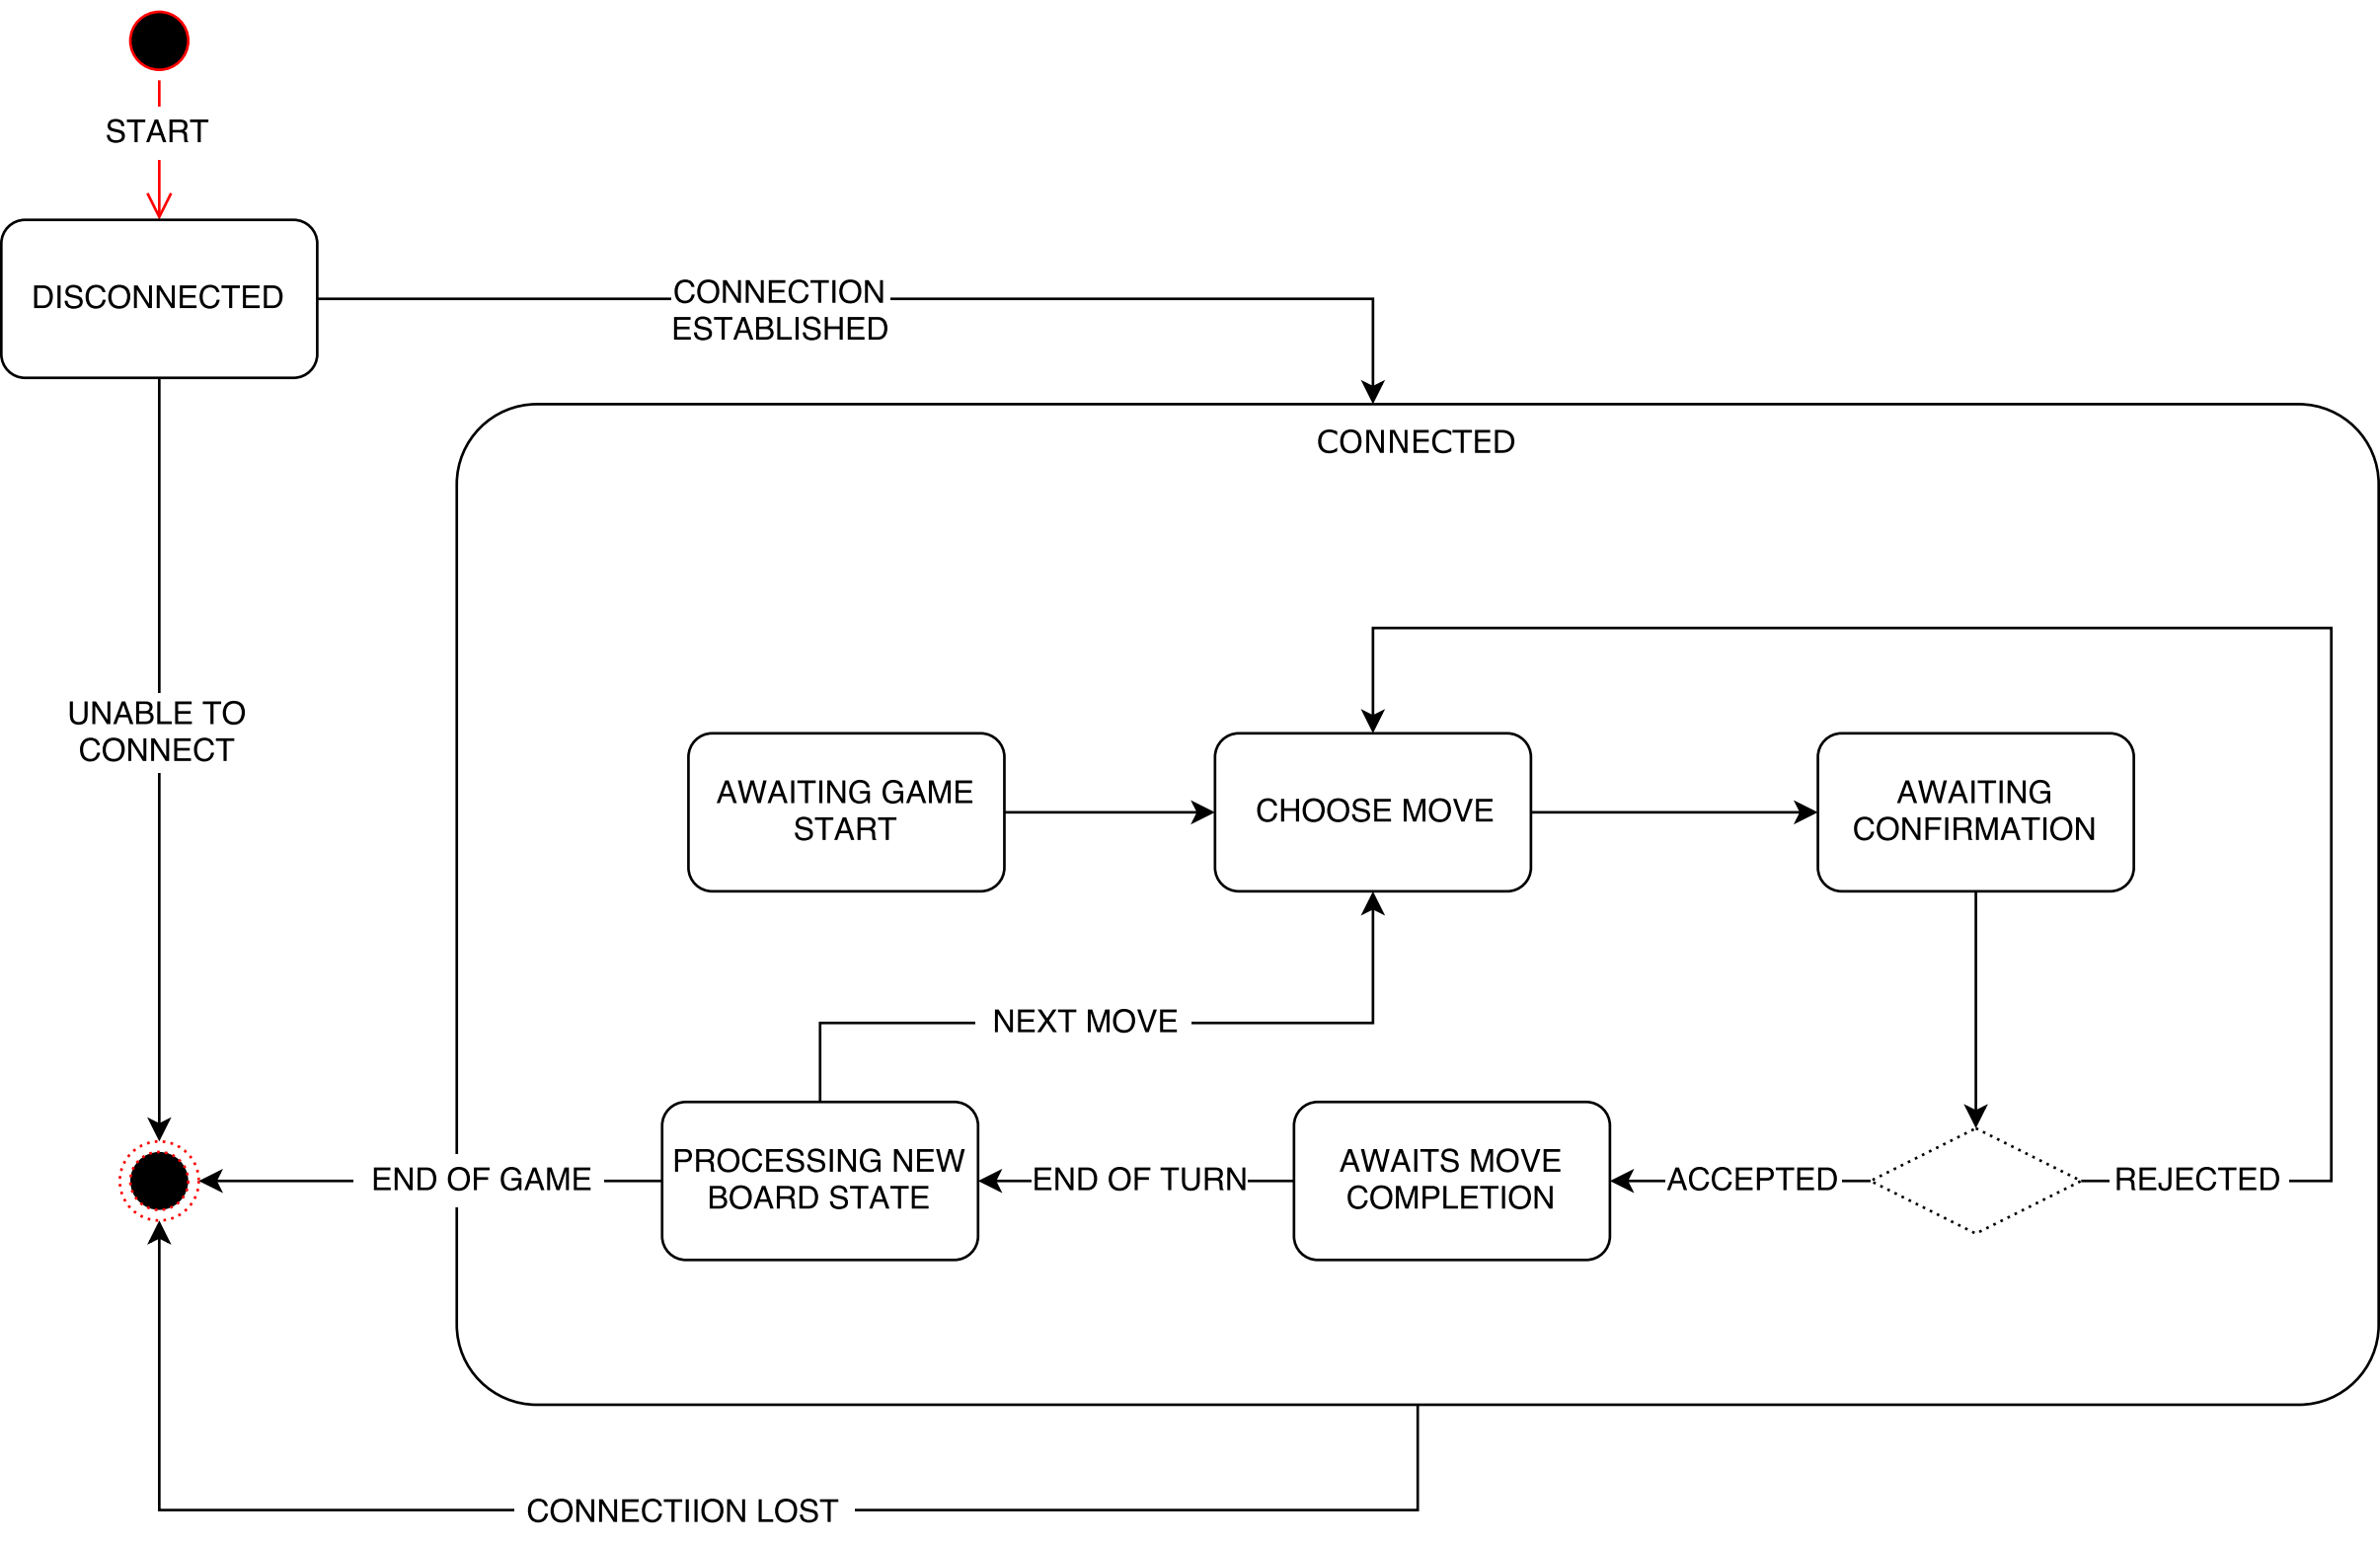 START
DISCONNECTED
CONNECTION
ESTABLISHED
CONNECTED
UNABLE TO
CONNECT
AWAITING GAME
START
CHOOSE MOVE
AWAITING
CONFIRMATION
NEXT MOVE
END OF GAME
PROCESSING NEW
BOARD STATE
END OF TURN
AWAITS MOVE
COMPLETION
ACCEPTED
REJECTED
CONNECTIION LOST